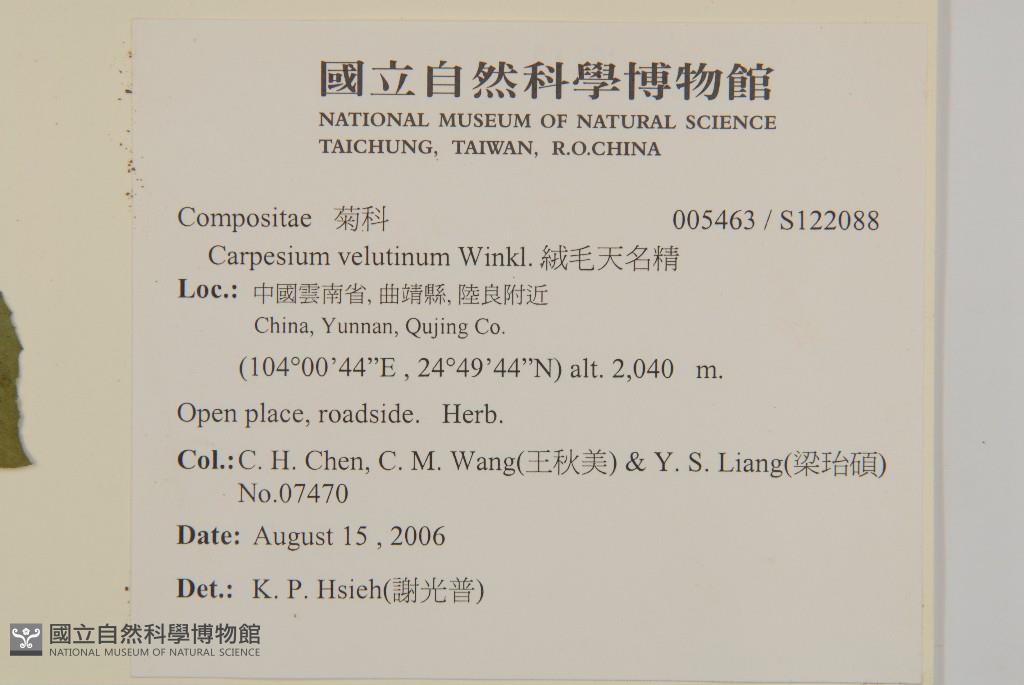 國立自然科學博物館
NATIONAL MUSEUM OF NATURAL SCIENCE
TAICHUNG, TAIWAN, R.O.CHINA
Compositae 菊科 005463 / S122088
Carpesium velutinum Winkl. 絨毛天名精
Loc.: 中國雲南省, 曲靖縣, 陸良附近
China, Yunnan, Qujing Co.
(104°00’44”E , 24°49’44”N) alt. 2,040 m.
Open place, roadside. Herb.
Col.: C. H. Chen, C. M. Wang(王秋美) & Y. S. Liang(梁珆碩)
No.07470
Date: August 15 , 2006
Det.: K. P. Hsieh(謝光普)
國立自然科學博物館
NATIONAL MUSEUM OF NATURAL SCIENCE